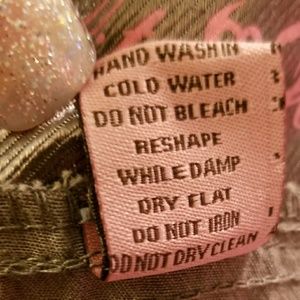 HAND WASH IN
COLD WATER
DO NOT BLEACH
RESHAPE
WHILE DAMP
DRY FLAT
DO NOT IRON
DO NOT DRY CLEAN